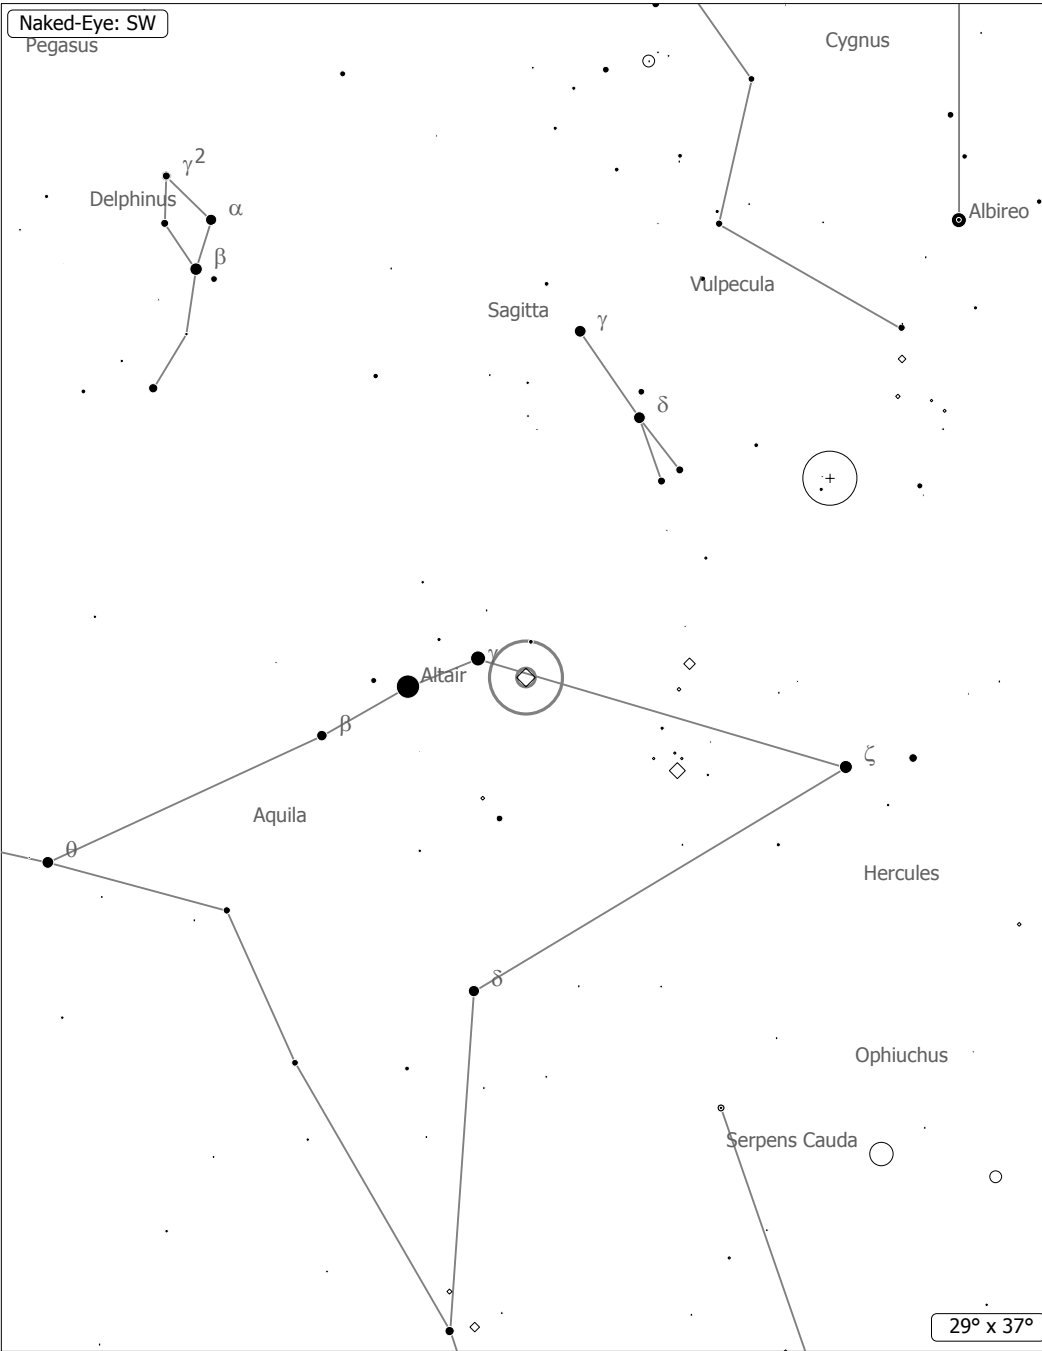 Naked-Eye: SW
Pegasus
Cygnus
γ2
Delphinus
α
Albireo
β
Vulpecula
Sagitta
γ
δ
γ
Altair
β
ζ
Aquila
θ
Hercules
δ
Ophiuchus
Serpens Cauda
29° x 37°